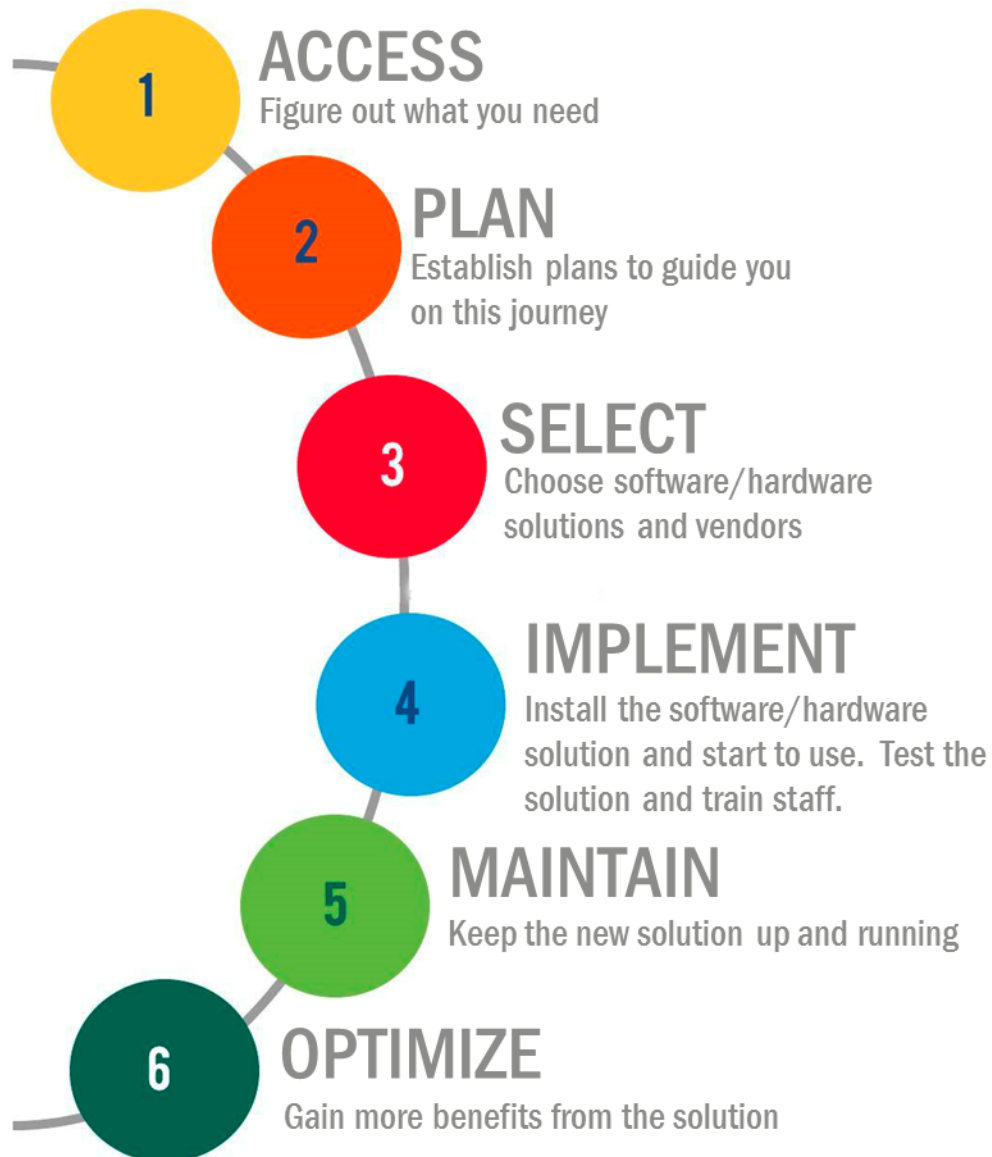 1
ACCESS
Figure out what you need
2
PLAN
Establish plans to guide you
on this journey
3
SELECT
Choose software/hardware
solutions and vendors
4
IMPLEMENT
Install the software/hardware
solution and start to use. Test the
solution and train staff.
5
MAINTAIN
Keep the new solution up and running
6
OPTIMIZE
Gain more benefits from the solution